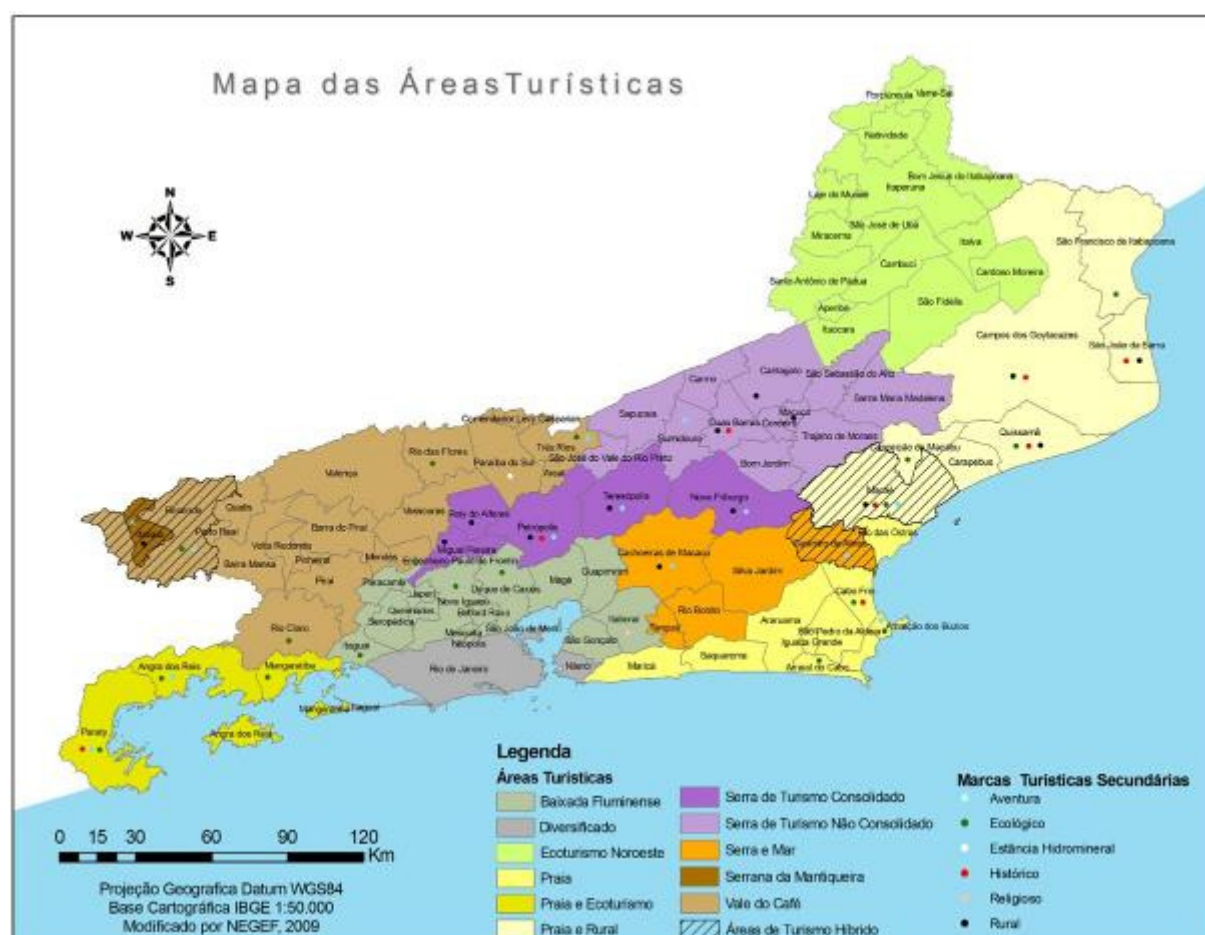 Mapa das ÁreasTurísticas
N
W E
S
Porciúncula
Varre-Sai
Natividade
Bom Jesus do Itabapoana
Itaperuna
Laje do Muriaé
São José de Ubá
Miracema
Italva
São Francisco de Itabapoana
Cambuci
Cardoso Moreira
Santo Antônio de Pádua
Aperibé
São Fidélis
Itaocara
Campos dos Goytacazes
São João da Barra
Cantagalo
São Sebastião do Alto
Carmo
Santa Maria Madalena
Sapucaia
Macuco
Comendador Levy Gasparian
Duas Barras
Cordeiro
Sumidouro
Trajano de Moraes
Quissamã
Três Rios
Conceição de Macabu
Rio das Flores
São José do Vale do Rio Preto
Paraíba do Sul
Areal
Bom Jardim
Carapebus
Valença
Macaé
Resende
Quatis
Teresópolis
Nova Friburgo
Vassouras
Paty do Alferes
Barra do Piraí
Petrópolis
Rio das Ostras
Itatiaia
Porto Real
Volta Redonda
Miguel Pereira
Casimiro de Abreu
Cachoeiras de Macacu
Barra Mansa
Pinheiral
Mendes
Engenheiro Paulo de Frontin
Silva Jardim
Piraí
Paracambi
Duque de Caxias
Magé
Guapimirim
Japeri
Nova Iguaçu
Cabo Frio
Queimados
Belford Roxo
Rio Bonito
Seropédica
Itaboraí
Araruama
Rio Claro
Mesquita
São João de Meriti
Tanguá
São Pedro da Aldeia
Armação dos Búzios
Nilópolis
São Gonçalo
Iguaba Grande
Itaguaí
Rio de Janeiro
Niterói
Maricá
Saquarema
Arraial do Cabo
Angra dos Reis
Mangaratiba
Mangaratiba
Itaguaí
Paraty
Angra dos Reis
0 15 30 60 90 120
Km
Projeção Geografica Datum WGS84
Base Cartográfica IBGE 1:50.000
Modificado por NEGEF, 2009
Legenda
Áreas Turísticas
Baixada Fluminense
Diversificado
Ecoturismo Noroeste
Praia
Praia e Ecoturismo
Praia e Rural
Serra de Turismo Consolidado
Serra de Turismo Não Consolidado
Serra e Mar
Serrana da Mantiqueira
Vale do Café
Áreas de Turismo Híbrido
Marcas Turísticas Secundárias
Aventura
Ecológico
Estância Hidromineral
Histórico
Religioso
Rural